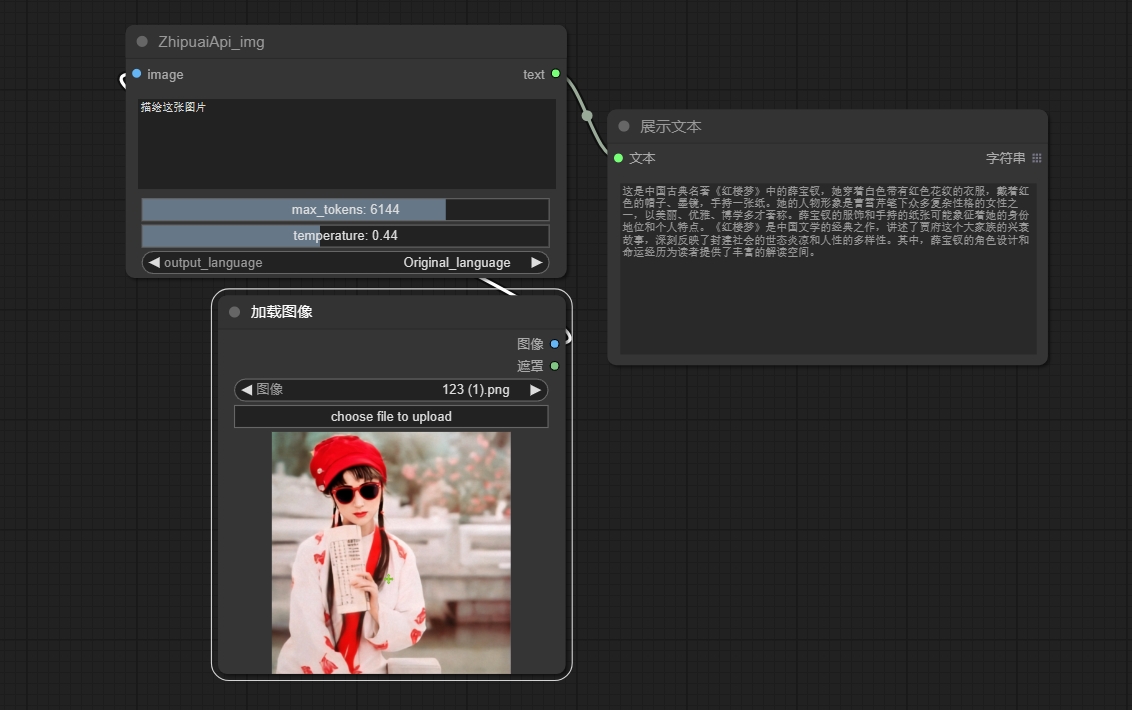 ZhipuaiApi_img
image
text
描绘这张图片
max_tokens: 6144
temperature: 0.44
output_language
Original_language
展示文本
文本
字符串
这是中国古典名著《红楼梦》中的薛宝钗，她穿着白色带有红色花纹的衣服，戴着红
色的帽子、墨镜，手持一张纸。她的人物形象是曹雪芹笔下众多复杂性格的女性之
一，以美丽、优雅、博学多才著称。薛宝钗的服饰和手持的纸张可能象征着她的身份
地位和个人特点。《红楼梦》是中国文学的经典之作，讲述了贾府这个大家族的兴衰
故事，深刻反映了封建社会的世态炎凉和人性的多样性。其中，薛宝钗的角色设计和
命运经历为读者提供了丰富的解读空间。
加载图像
图像
遮罩
图像
123 (1).png
choose file to upload